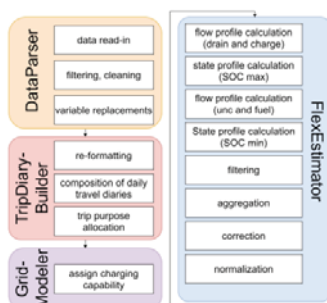 DataParser
data read-in
filtering, cleaning
variable replacements
TripDiary-
Builder
re-formatting
composition of daily
travel diaries
trip purpose
allocation
Grid-
Modeler
assign charging
capability
FlexEstimator
flow profile calculation
(drain and charge)
state profile calculation
(SOC max)
flow profile calculation
(unc and fuel)
State profile calculation
(SOC min)
filtering
aggregation
correction
normalization